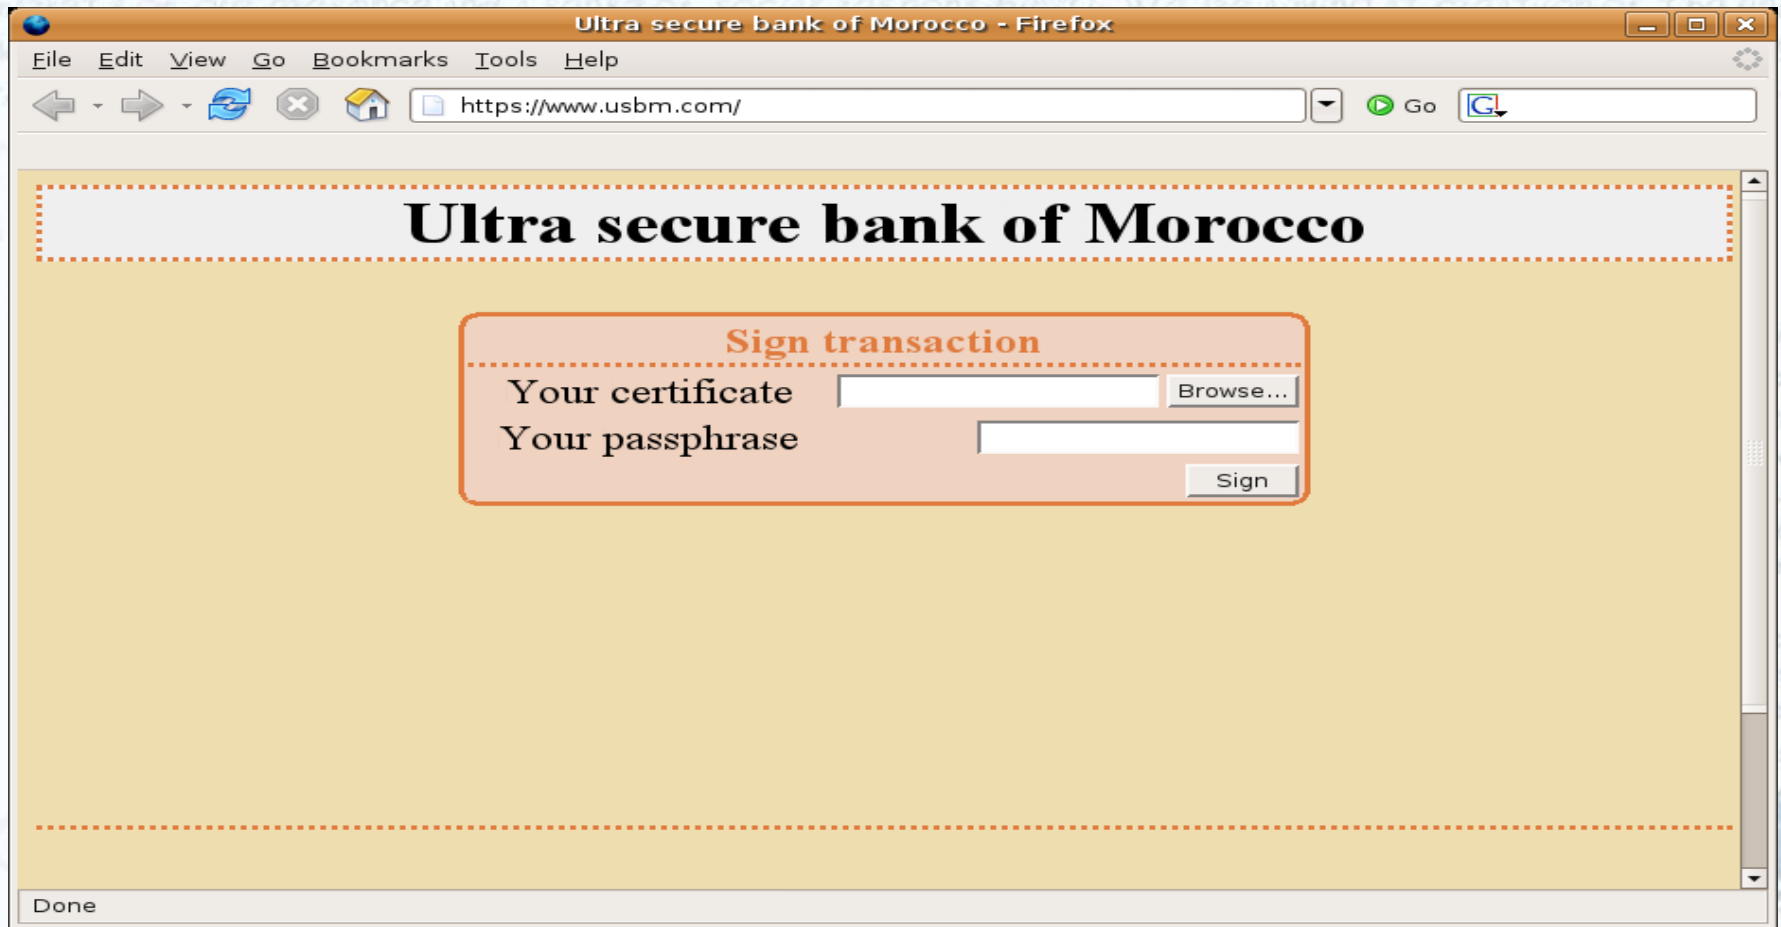 Ultra secure bank of Morocco - Firefox
File Edit View Go Bookmarks Tools Help
https://www.usbm.com/ Go G
Ultra secure bank of Morocco
Sign transaction
Your certificate Browse...
Your passphrase
Sign
Done